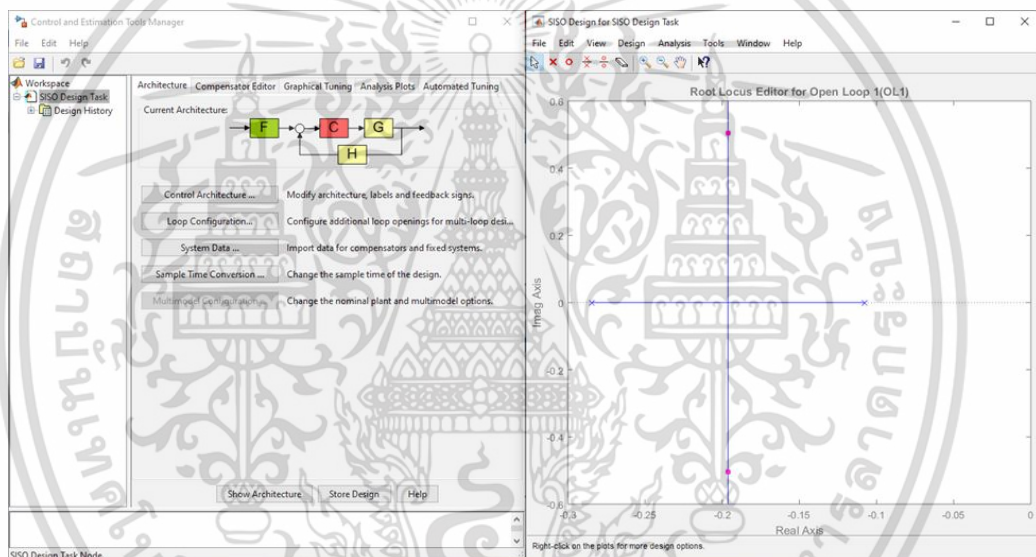 Control and Estimation Tools Manager
File Edit Help
Workspace
SISO Design Task
Design History
Architecture Compensator Editor Graphical Tuning Analysis Plots Automated Tuning
Current Architecture:
F C G
H
Control Architecture ... Modify architecture, labels and feedback signs.
Loop Configuration... Configure additional loop openings for multi-loop desi...
System Data ... Import data for compensators and fixed systems.
Sample Time Conversion ... Change the sample time of the design.
Multimodel Configuration ... Change the nominal plant and multimodel options.
Show Architecture Store Design Help
SISO Design Task Node.
SISO Design for SISO Design Task
File Edit View Design Analysis Tools Window Help
Root Locus Editor for Open Loop 1(OL1)
Imag Axis
0.6
0.4
0.2
0
-0.2
-0.4
-0.6
-0.3 -0.25 -0.2 -0.15 -0.1 -0.05 0
Real Axis
Right-click on the plots for more design options.